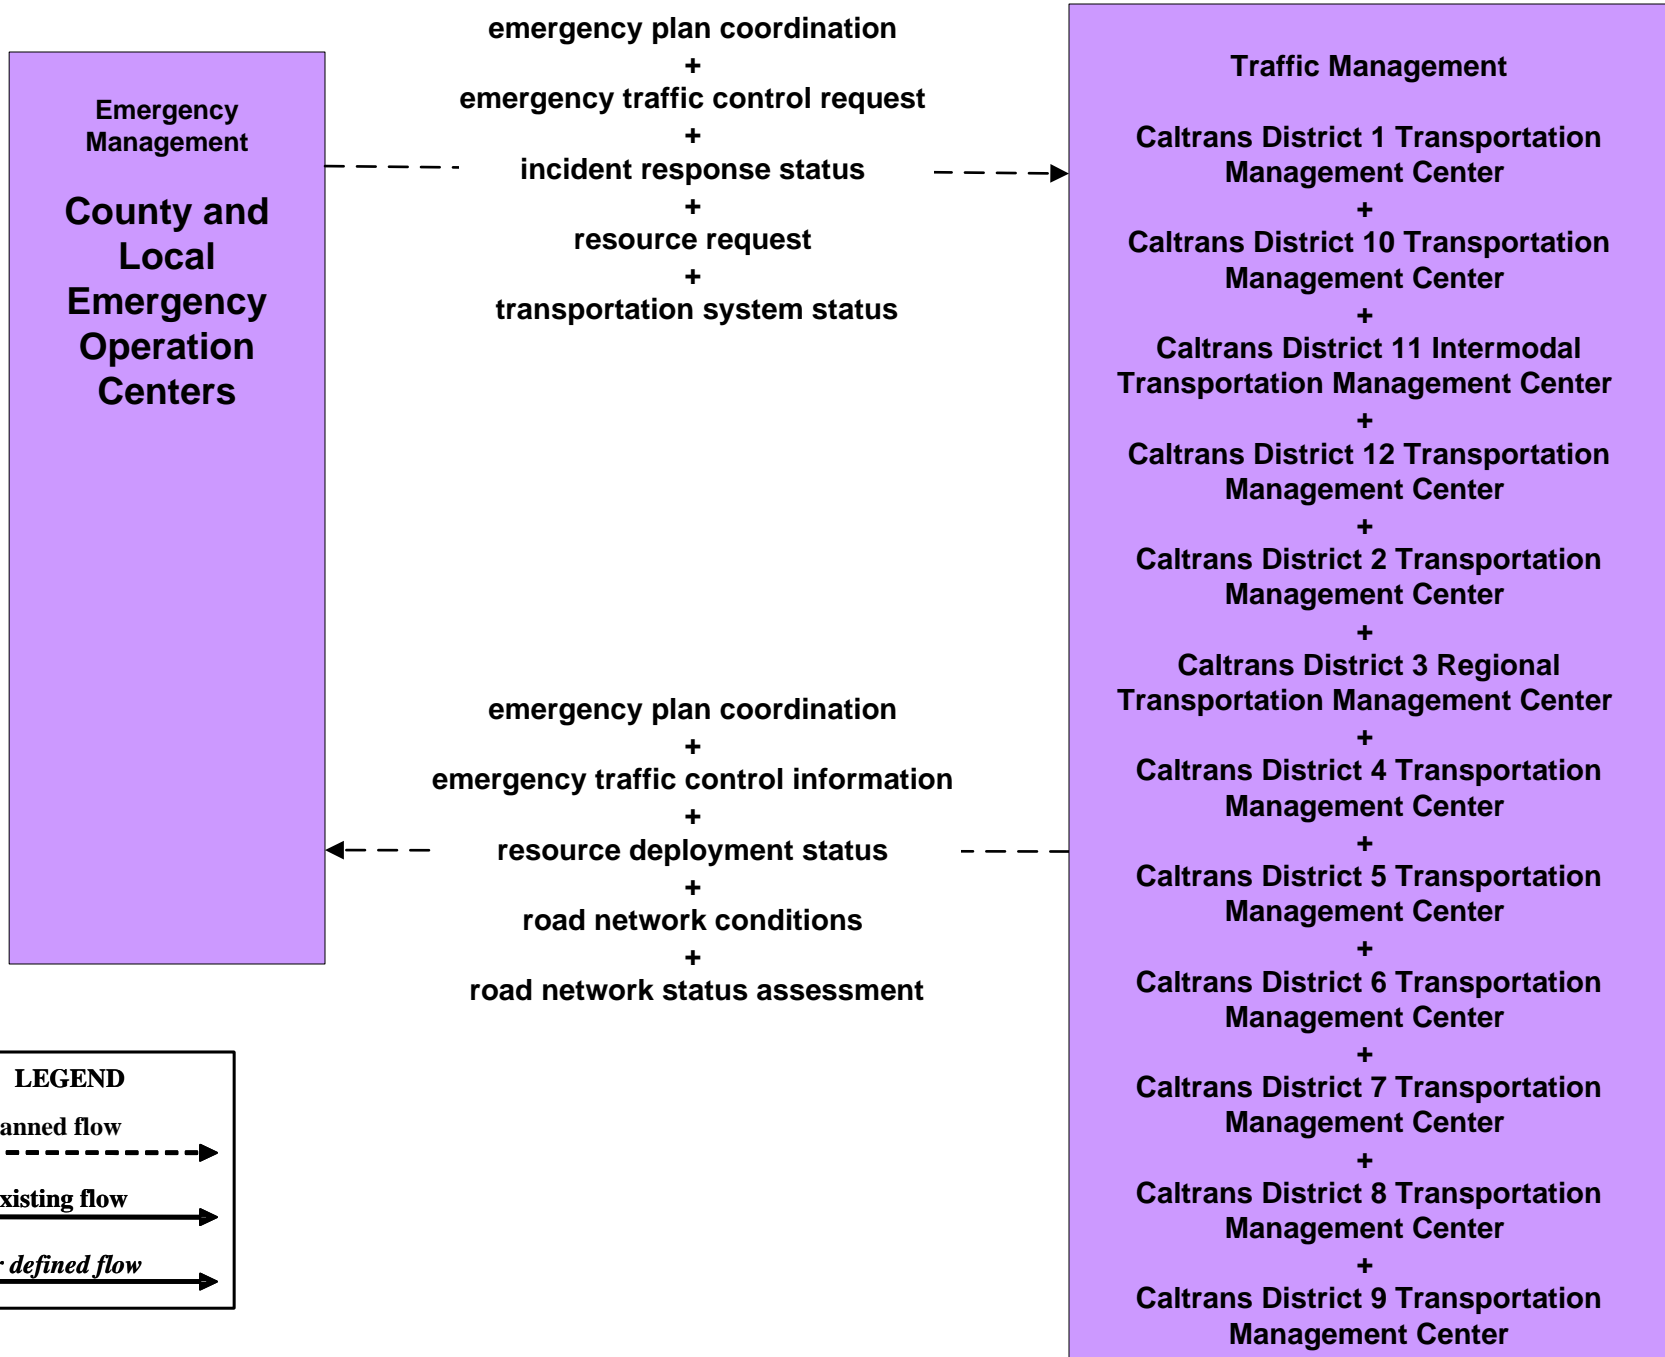 Emergency
Management
County and
Local
Emergency
Operation
Centers
emergency plan coordination
+
emergency traffic control request
+
incident response status
+
resource request
+
transportation system status
emergency plan coordination
+
emergency traffic control information
+
resource deployment status
+
road network conditions
+
road network status assessment
Traffic Management
Caltrans District 1 Transportation
Management Center
+
Caltrans District 10 Transportation
Management Center
+
Caltrans District 11 Intermodal
Transportation Management Center
+
Caltrans District 12 Transportation
Management Center
+
Caltrans District 2 Transportation
Management Center
+
Caltrans District 3 Regional
Transportation Management Center
+
Caltrans District 4 Transportation
Management Center
+
Caltrans District 5 Transportation
Management Center
+
Caltrans District 6 Transportation
Management Center
+
Caltrans District 7 Transportation
Management Center
+
Caltrans District 8 Transportation
Management Center
+
Caltrans District 9 Transportation
Management Center
LEGEND
anned flow
xisting flow
r defined flow